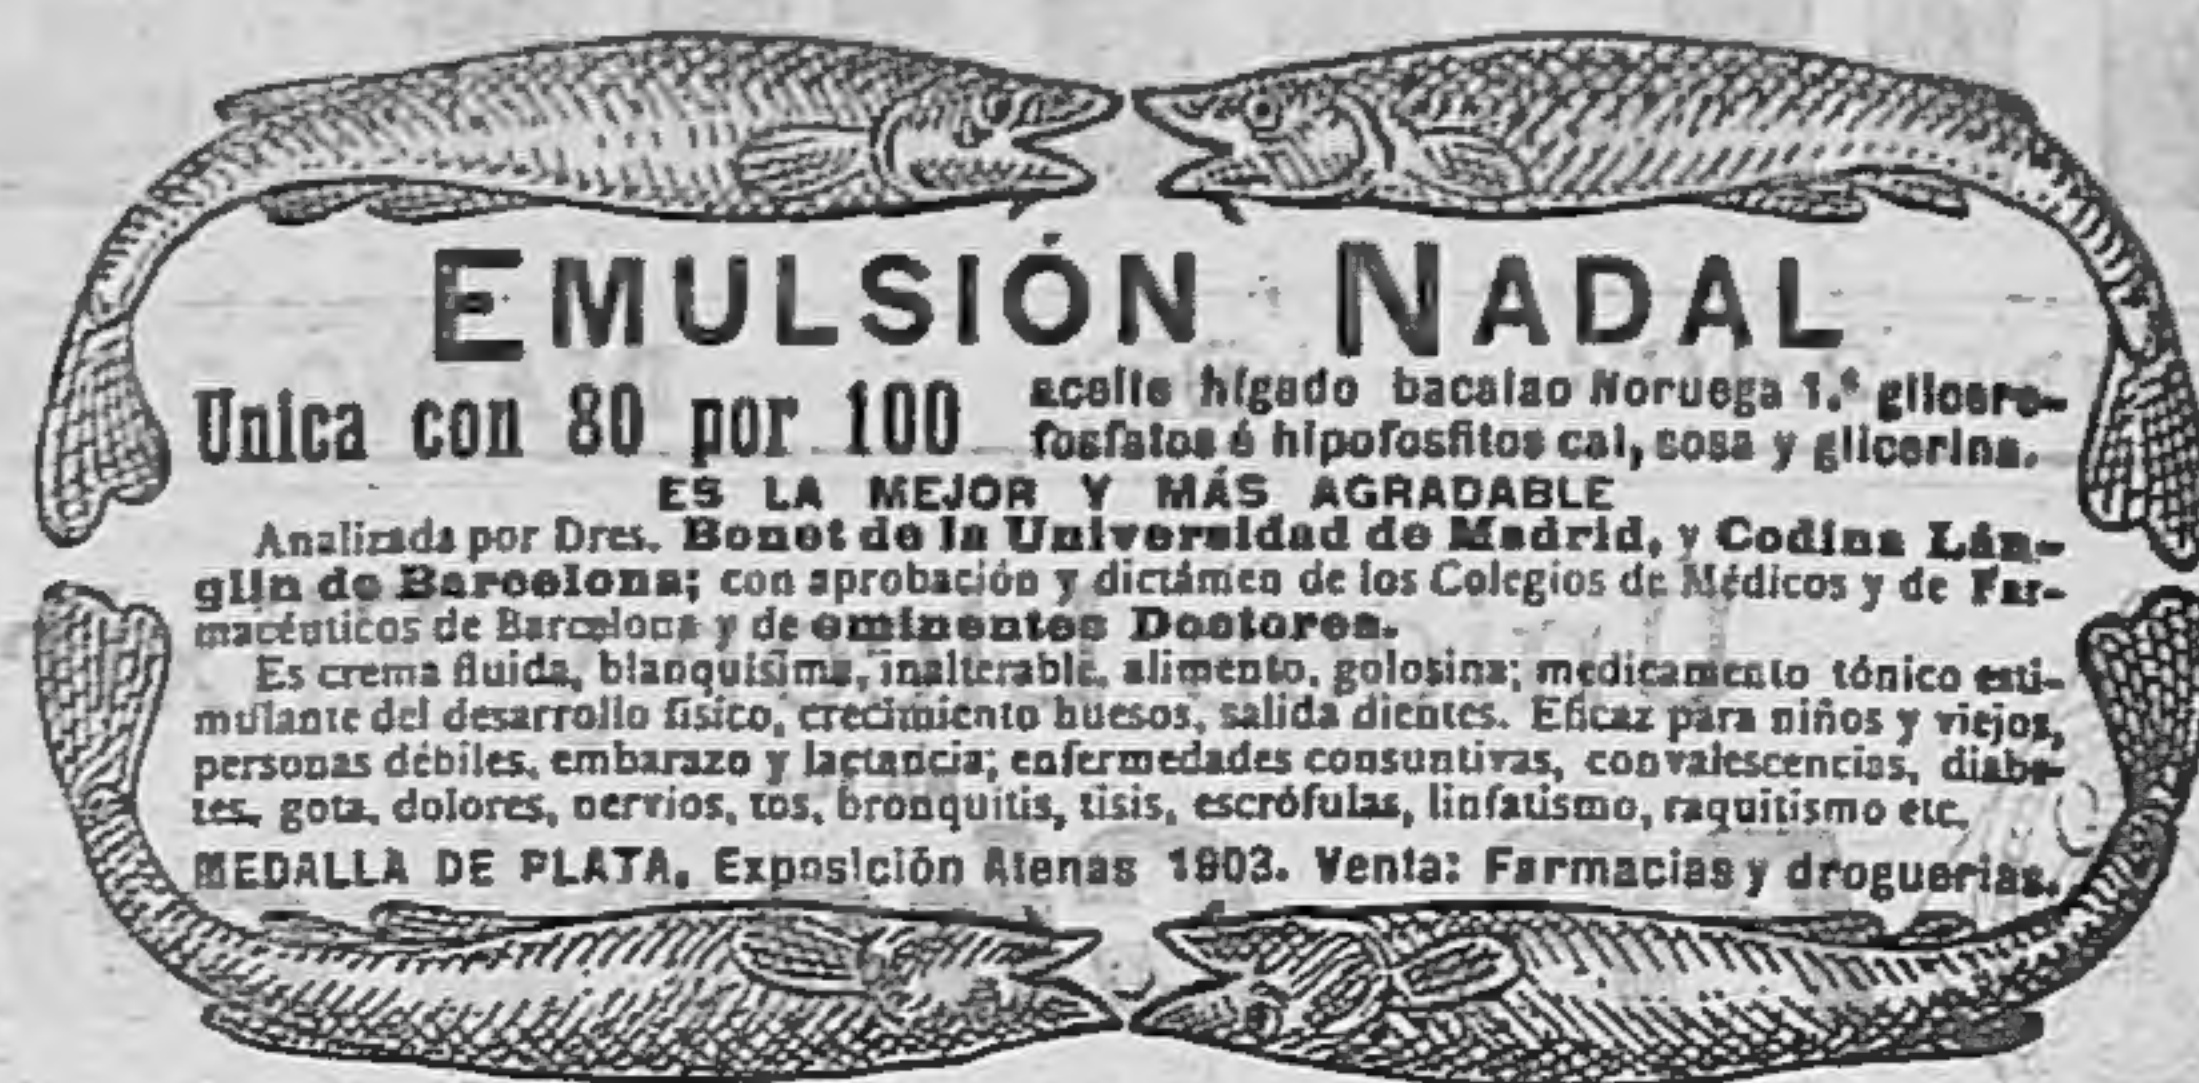 EMULSIÓN NADAL
Unica con 80 por 100
aceite hígado bacalao Noruega 1.ª glicero-
fosfatos é hipofosfitos cal, sosa y glicerina.
ES LA MEJOR Y MÁS AGRADABLE
Analizada por Dres. Bonet de la Universidad de Madrid, y Codina Län-
glin de Barcelona; con aprobación y dictámen de los Colegios de Médicos y de Far-
macéuticos de Barcelona y de eminentes Doctores.
Es crema fluida, blanquísima, inalterable, alimento, golosina; medicamento tónico esti-
mulante del desarrollo físico, crecimiento huesos, salida dientes. Eficaz para niños y viejos,
personas débiles, embarazo y lactancia; enfermedades consuntivas, convalescencias, diabe-
tes, gota, dolores, nervios, tos, bronquitis, tisis, escrófulas, linfatismo, raquitismo etc,
MEDALLA DE PLATA. Exposición Atenas 1903. Venta: Farmacias y droguerias.